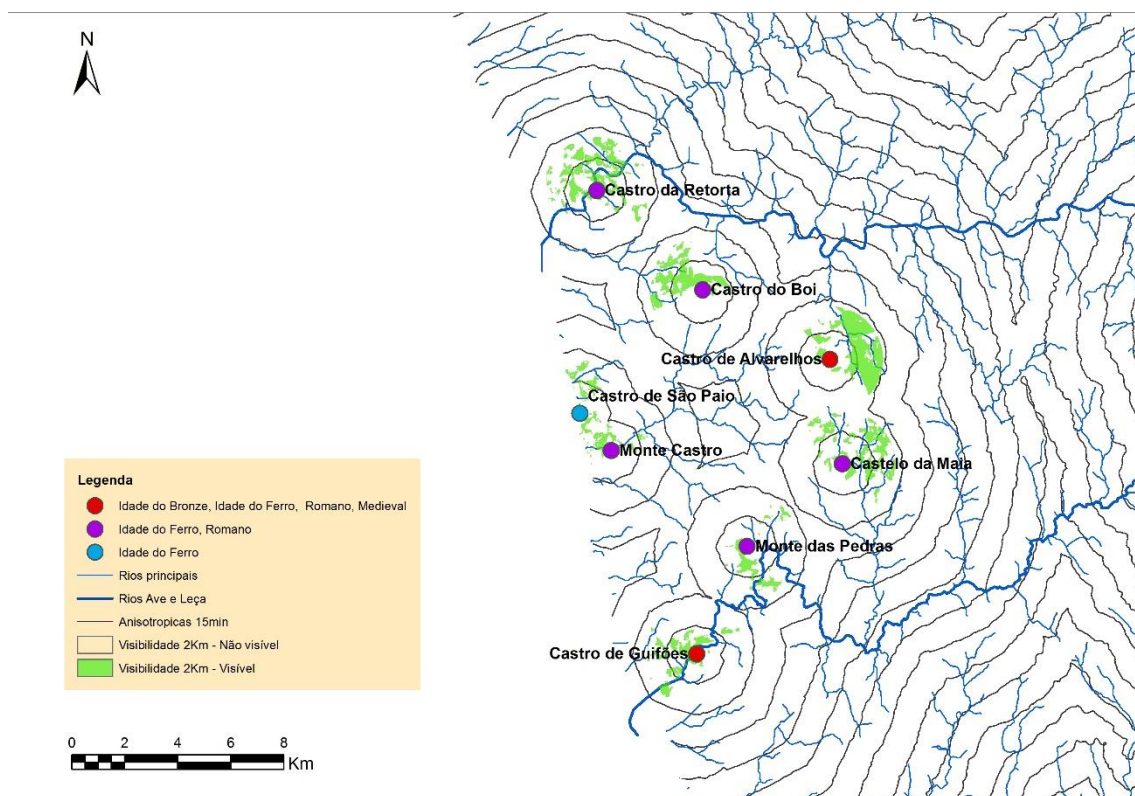 N
Castro da Retorta
Castro do Boi
Castro de Alvarelhos
Castro de São Paio
Monte Castro
Castelo da Maia
Monte das Pedras
Castro de Guifões
Legenda
Idade do Bronze, Idade do Ferro, Romano, Medieval
Idade do Ferro, Romano
Idade do Ferro
Rios principais
Rios Ave e Leça
Anisotropicas 15min
Visibilidade 2Km - Não visível
Visibilidade 2Km - Visível
0 2 4 6 8
Km